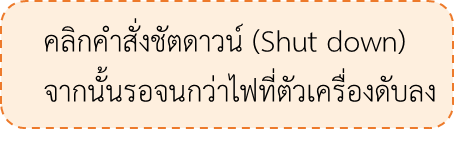 คลิกคำสั่งชัตดาวน์ (Shut down)
จากนั้นรอจนกว่าไฟที่ตัวเครื่องดับลง